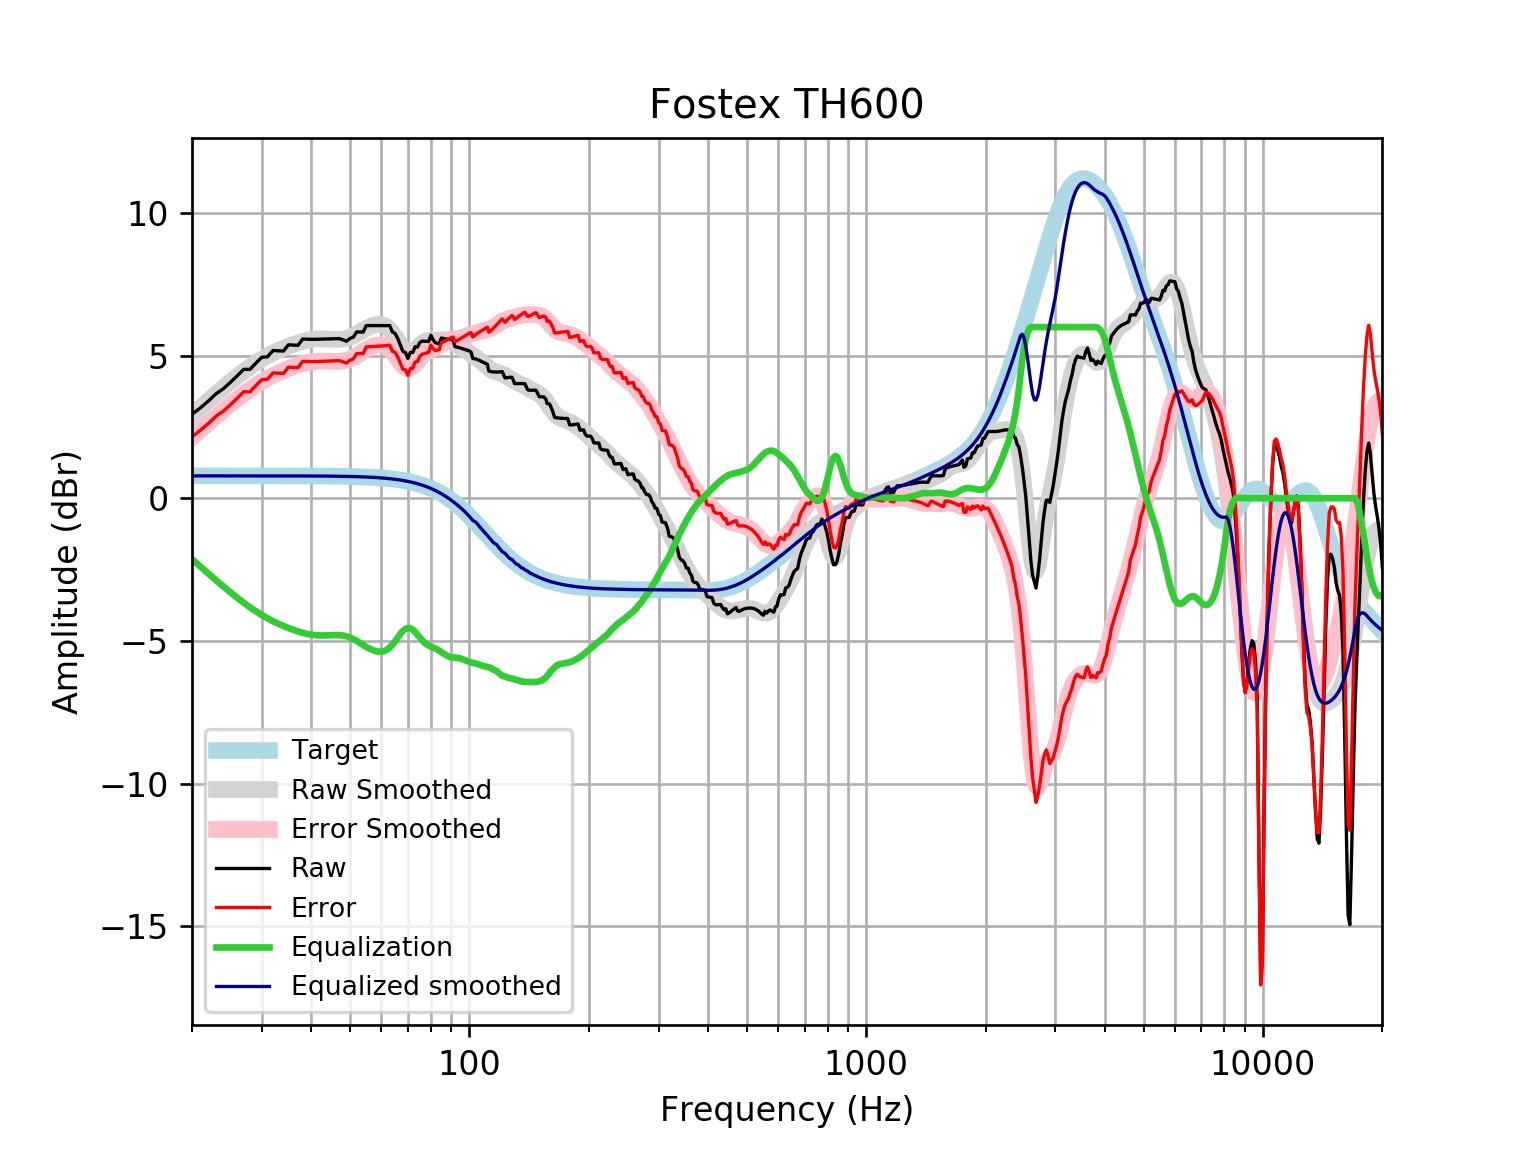 Fostex TH600
Amplitude (dBr)
10
5
0
−5
−10
−15
Target
Raw Smoothed
Error Smoothed
Raw
Error
Equalization
Equalized smoothed
100 1000 10000
Frequency (Hz)